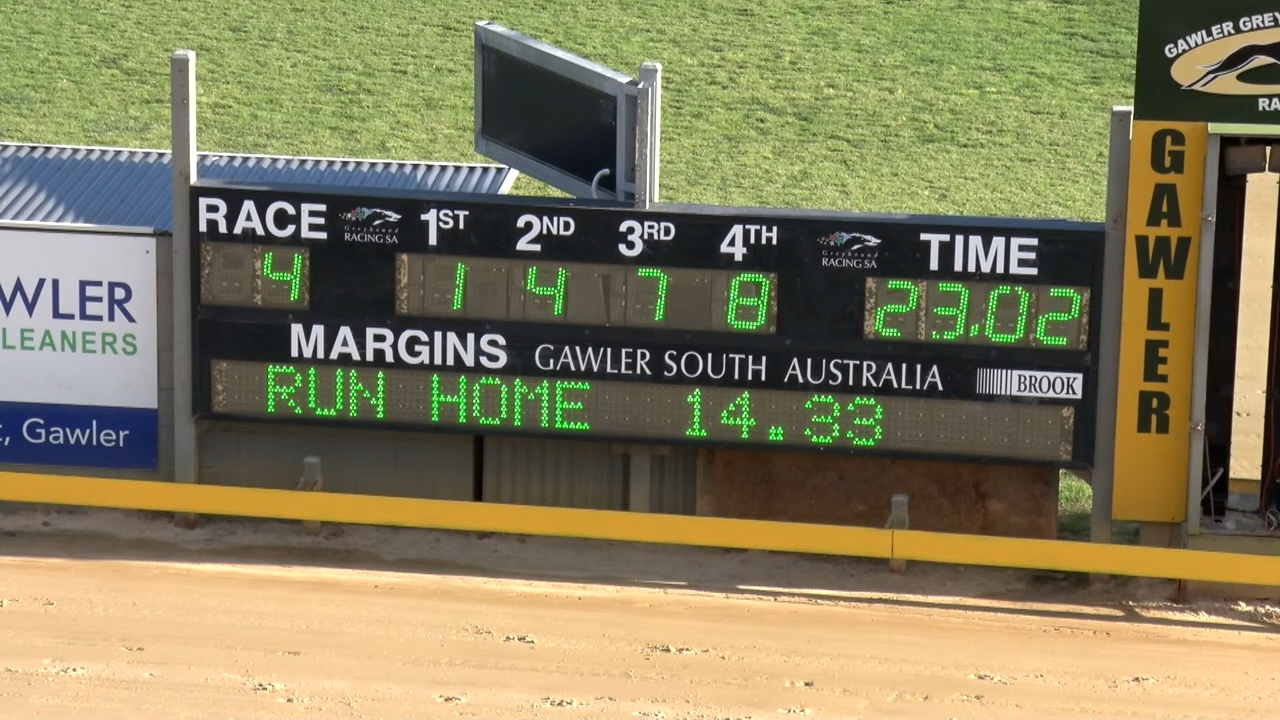 GAWLER GREY
RA
GAWLER
RACE 1ST 2ND 3RD 4TH TIME
Greyhound
RACING SA
Greyhound
RACING SA
4 1 4 7 8 23.02
MARGINS GAWLER SOUTH AUSTRALIA BROOK
RUN HOME 14.33
WLER
LEANERS
, Gawler